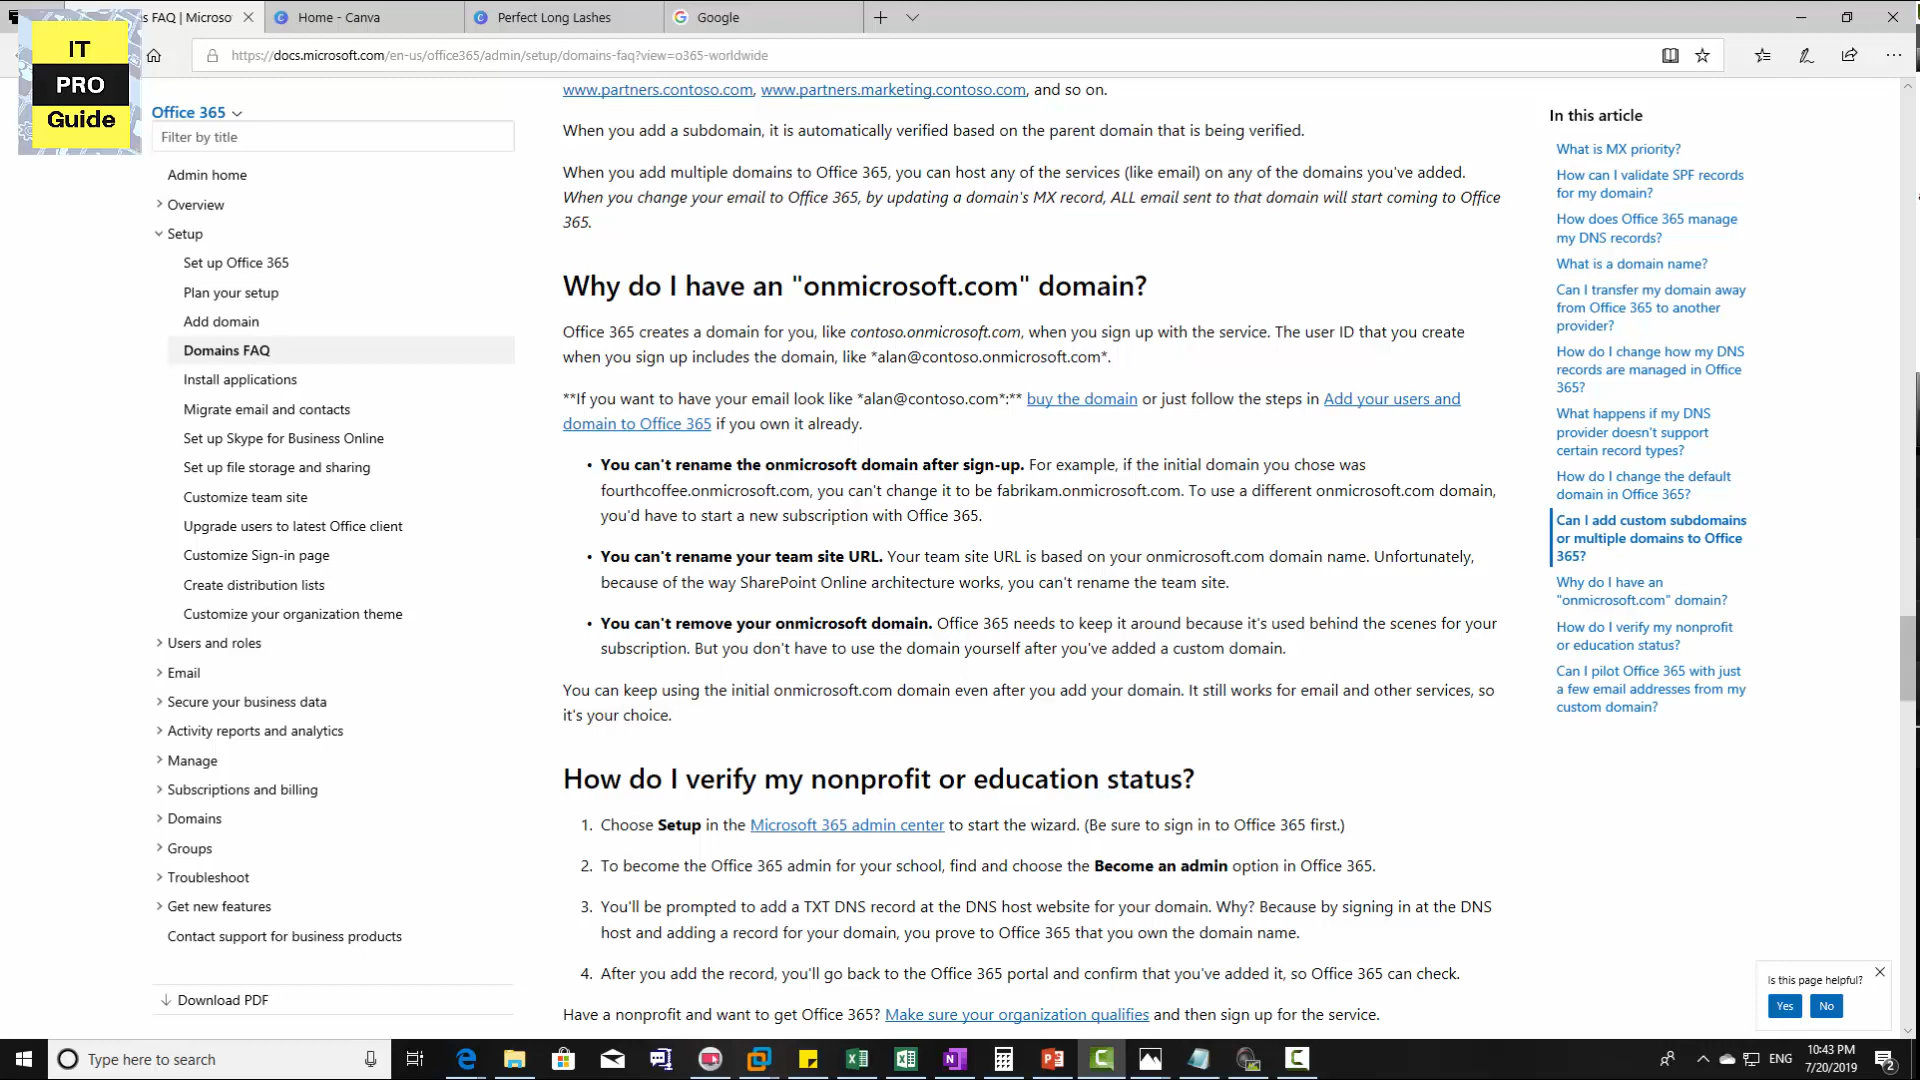 s FAQ | Microso
Home - Canva
Perfect Long Lashes
Google
IT
PRO
Guide
https://docs.microsoft.com/en-us/office365/admin/setup/domains-faq?view=o365-worldwide
Office 365
Filter by title
Admin home
Overview
Setup
Set up Office 365
Plan your setup
Add domain
Domains FAQ
Install applications
Migrate email and contacts
Set up Skype for Business Online
Set up file storage and sharing
Customize team site
Upgrade users to latest Office client
Customize Sign-in page
Create distribution lists
Customize your organization theme
Users and roles
Email
Secure your business data
Activity reports and analytics
Manage
Subscriptions and billing
Domains
Groups
Troubleshoot
Get new features
Contact support for business products
Download PDF
www.partners.contoso.com, www.partners.marketing.contoso.com, and so on.
When you add a subdomain, it is automatically verified based on the parent domain that is being verified.
When you add multiple domains to Office 365, you can host any of the services (like email) on any of the domains you've added.
When you change your email to Office 365, by updating a domain's MX record, ALL email sent to that domain will start coming to Office
365.
Why do I have an "onmicrosoft.com" domain?
Office 365 creates a domain for you, like contoso.onmicrosoft.com, when you sign up with the service. The user ID that you create
when you sign up includes the domain, like *alan@contoso.onmicrosoft.com*.
**If you want to have your email look like *alan@contoso.com*:** buy the domain or just follow the steps in Add your users and
domain to Office 365 if you own it already.
• You can't rename the onmicrosoft domain after sign-up. For example, if the initial domain you chose was
fourthcoffee.onmicrosoft.com, you can't change it to be fabrikam.onmicrosoft.com. To use a different onmicrosoft.com domain,
you'd have to start a new subscription with Office 365.
• You can't rename your team site URL. Your team site URL is based on your onmicrosoft.com domain name. Unfortunately,
because of the way SharePoint Online architecture works, you can't rename the team site.
• You can't remove your onmicrosoft domain. Office 365 needs to keep it around because it's used behind the scenes for your
subscription. But you don't have to use the domain yourself after you've added a custom domain.
You can keep using the initial onmicrosoft.com domain even after you add your domain. It still works for email and other services, so
it's your choice.
How do I verify my nonprofit or education status?
1. Choose Setup in the Microsoft 365 admin center to start the wizard. (Be sure to sign in to Office 365 first.)
2. To become the Office 365 admin for your school, find and choose the Become an admin option in Office 365.
3. You'll be prompted to add a TXT DNS record at the DNS host website for your domain. Why? Because by signing in at the DNS
host and adding a record for your domain, you prove to Office 365 that you own the domain name.
4. After you add the record, you'll go back to the Office 365 portal and confirm that you've added it, so Office 365 can check.
Have a nonprofit and want to get Office 365? Make sure your organization qualifies and then sign up for the service.
In this article
What is MX priority?
How can I validate SPF records
for my domain?
How does Office 365 manage
my DNS records?
What is a domain name?
Can I transfer my domain away
from Office 365 to another
provider?
How do I change how my DNS
records are managed in Office
365?
What happens if my DNS
provider doesn't support
certain record types?
How do I change the default
domain in Office 365?
Can I add custom subdomains
or multiple domains to Office
365?
Why do I have an
"onmicrosoft.com" domain?
How do I verify my nonprofit
or education status?
Can I pilot Office 365 with just
a few email addresses from my
custom domain?
Is this page helpful?
Yes
No
Type here to search
ENG
10:43 PM
7/20/2019
2